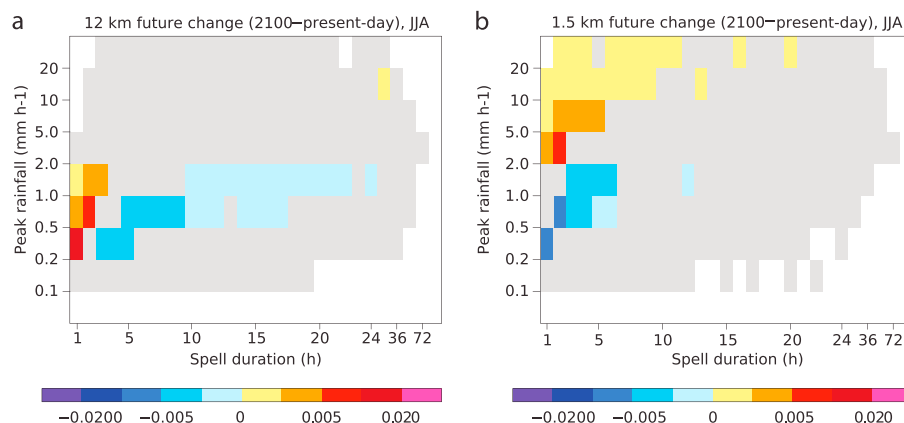 a
12 km future change (2100−present-day), JJA
Peak rainfall (mm h-1)
20
10
5.0
2.0
1.0
0.5
0.2
0.1
1 5 10 15 20 24 36 72
Spell duration (h)
−0.0200 −0.005 0 0.005 0.020
b
1.5 km future change (2100−present-day), JJA
Peak rainfall (mm h-1)
20
10
5.0
2.0
1.0
0.5
0.2
0.1
1 5 10 15 20 24 36 72
Spell duration (h)
−0.0200 −0.005 0 0.005 0.020